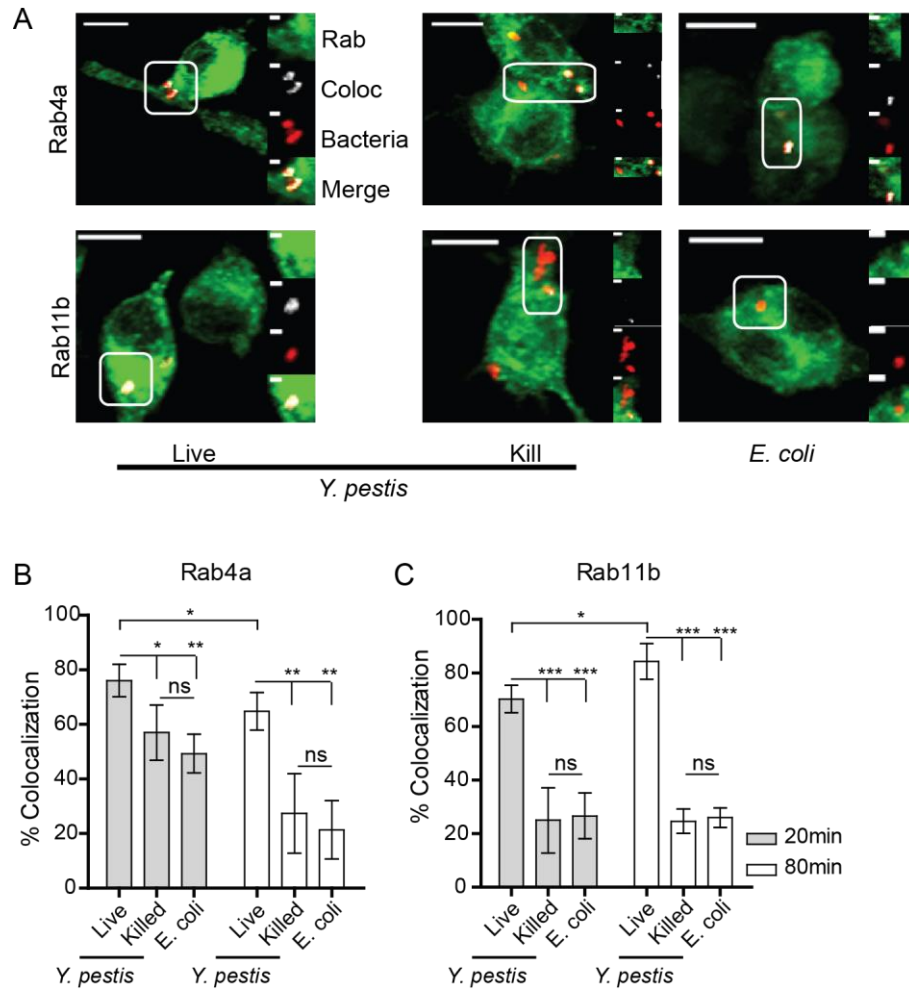 A
Rab4a
Rab
Coloc
Bacteria
Merge
Rab11b
Live
Kill
E. coli
Y. pestis
B
Rab4a
% Colocalization
100
80
60
40
20
0
*
* **
ns
*
** **
ns
Live
Killed
E. coli
Live
Killed
E. coli
Y. pestis
Y. pestis
C
Rab11b
% Colocalization
100
80
60
40
20
0
*
*** ***
ns
*** ***
ns
20min
80min
Live
Killed
E. coli
Live
Killed
E. coli
Y. pestis
Y. pestis